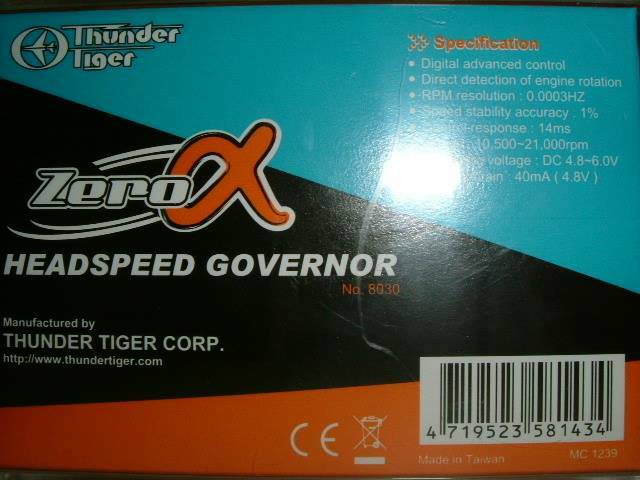 Thunder
Tiger
Specification
• Digital advanced control
• Direct detection of engine rotation
• RPM resolution : 0.0003HZ
• Speed stability accuracy : 1%
response : 14ms
10,500~21,000rpm
voltage : DC 4.8~6.0V
: 40mA ( 4.8V )
Zero α
HEADSPEED GOVERNOR
No. 8030
Manufactured by
THUNDER TIGER CORP.
http://www.thundertiger.com
CE
4 719523 581434
Made in Taiwan
MC 1239